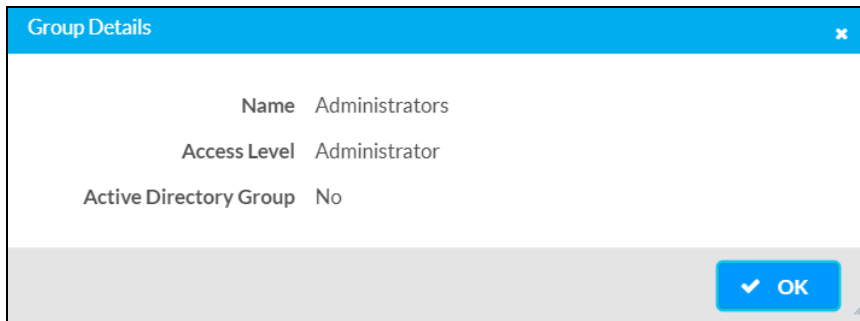 Group Details
Name Administrators
Access Level Administrator
Active Directory Group No
OK